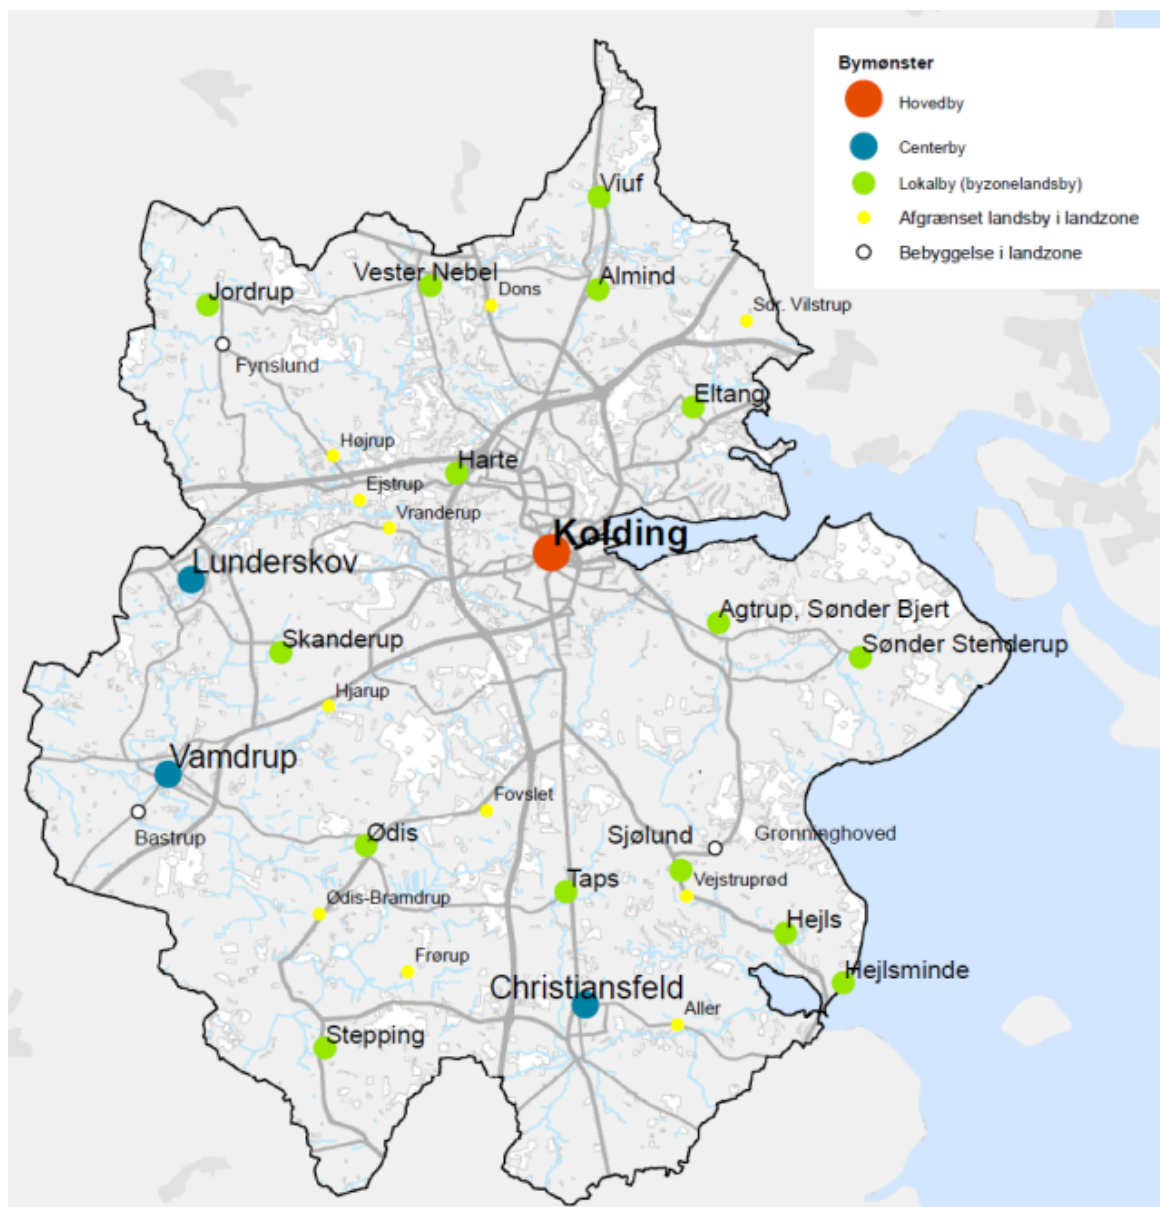 Bymønster
Hovedby
Centerby
Lokalby (byzonelandsby)
Afgrænset landsby i landzone
Bebyggelse i landzone
Viuf
Vester Nebel
Almind
Dons
Jordrup
Sdr. Vilstrup
Fynslund
Eltang
Højrup
Harte
Ejstrup
Vranderup
Kolding
Lunderskov
Agtrup, Sønder Bjert
Skanderup
Sønder Stenderup
Hjarup
Vamdrup
Fovslet
Bastrup
Ødis
Sjølund
Grønninghoved
Taps
Vejstruprød
Ødis-Bramdrup
Hejls
Frørup
Hejlsminde
Christiansfeld
Aller
Stepping